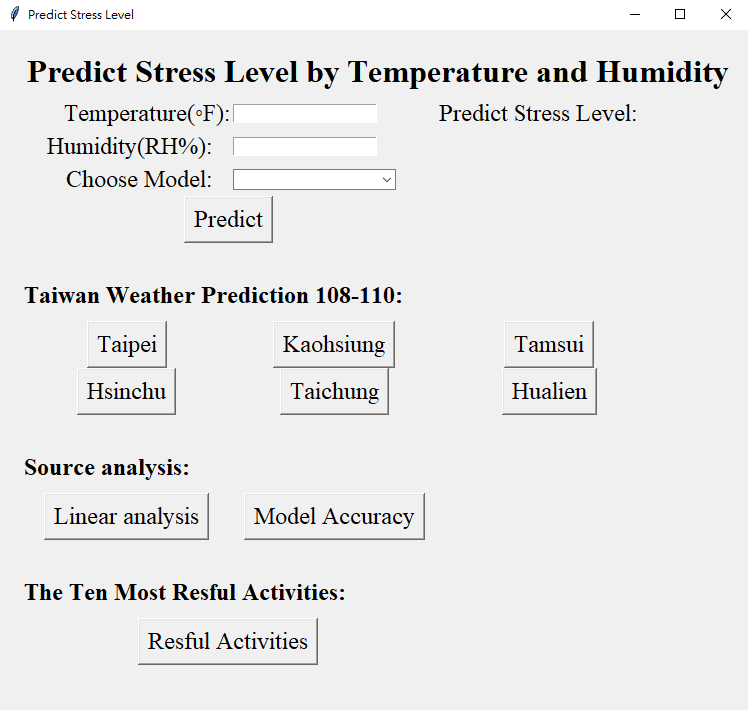 Predict Stress Level
Predict Stress Level by Temperature and Humidity
Temperature(°F): Predict Stress Level:
Humidity(RH%):
Choose Model:
Predict
Taiwan Weather Prediction 108-110:
Taipei Kaohsiung Tamsui
Hsinchu Taichung Hualien
Source analysis:
Linear analysis Model Accuracy
The Ten Most Resful Activities:
Resful Activities